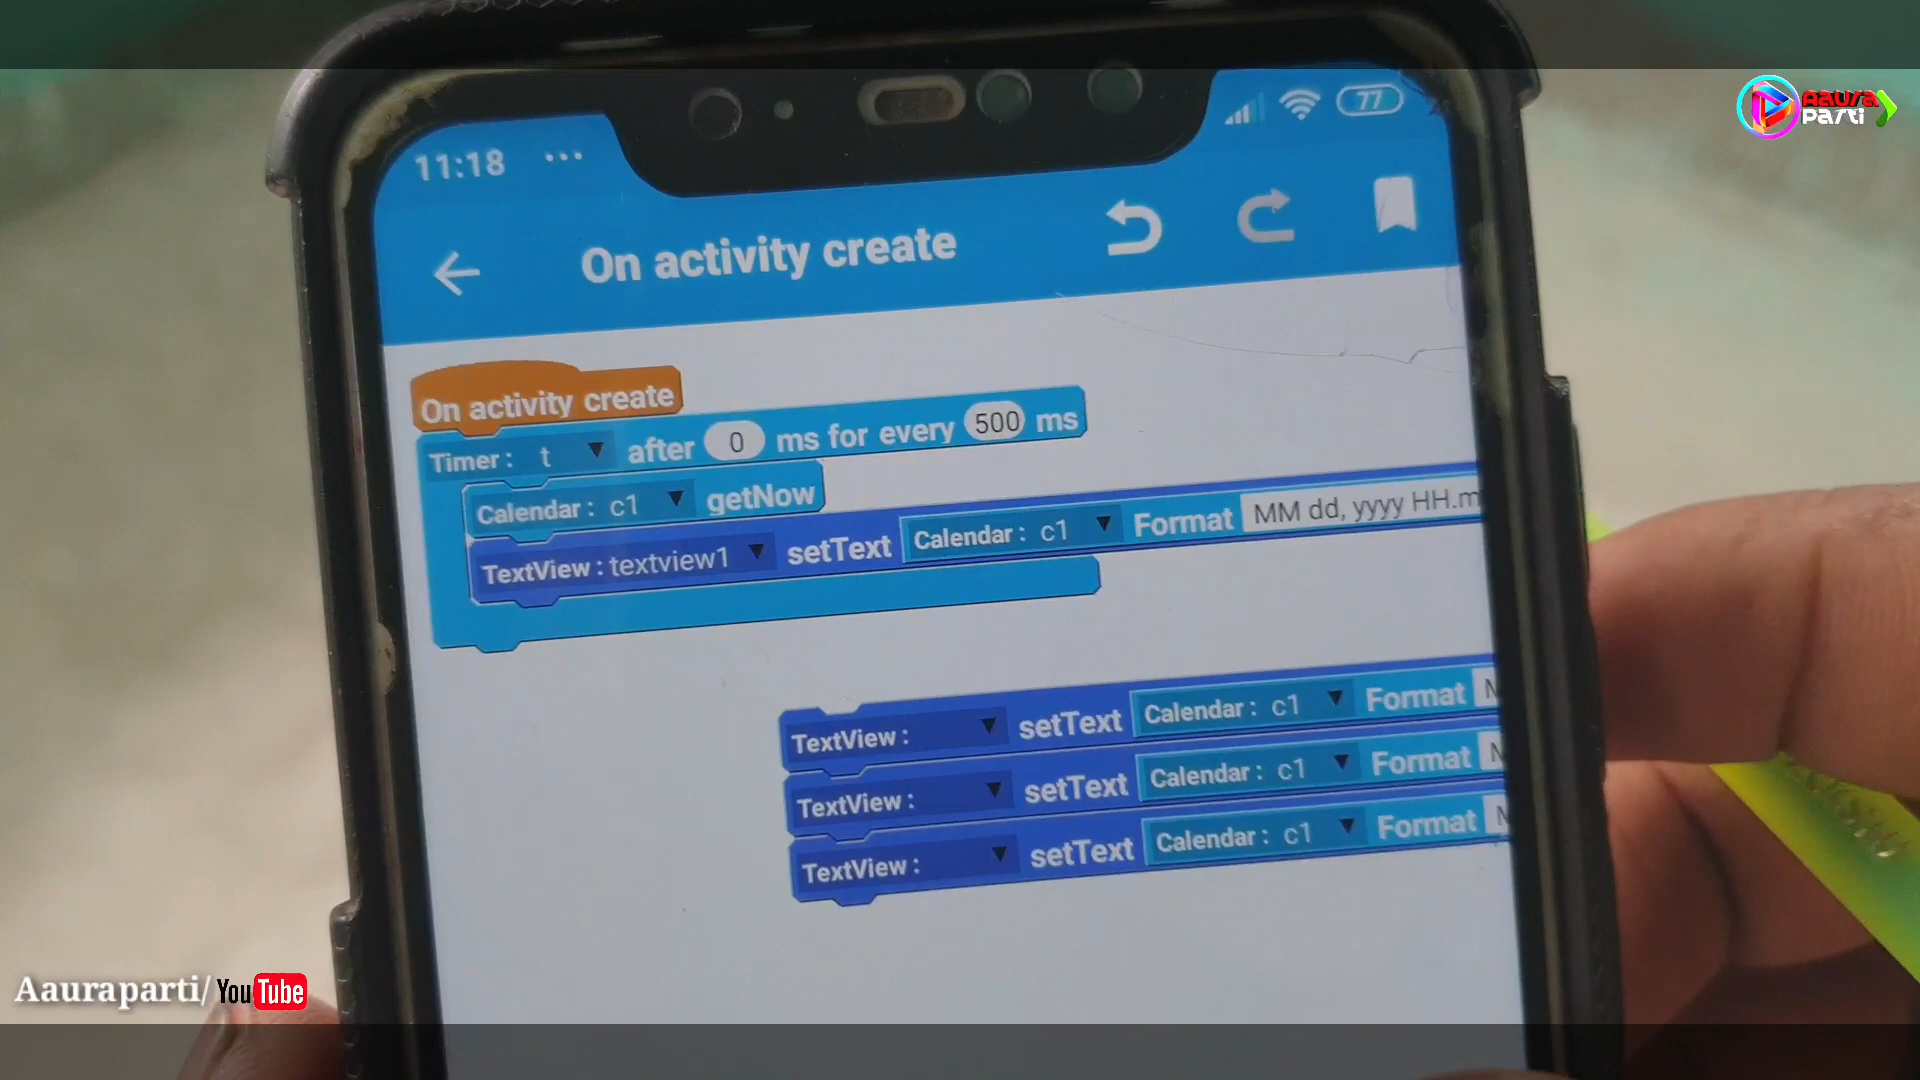 Aaura
Parti
11:18 ... 77
On activity create
On activity create
Timer : t after 0 ms for every 500 ms
Calendar : c1 getNow
TextView : textview1 setText Calendar : c1 Format MM dd, yyyy HH.m
TextView : setText Calendar : c1 Format
TextView : setText Calendar : c1 Format
TextView : setText Calendar : c1 Format
Aauraparti/ YouTube